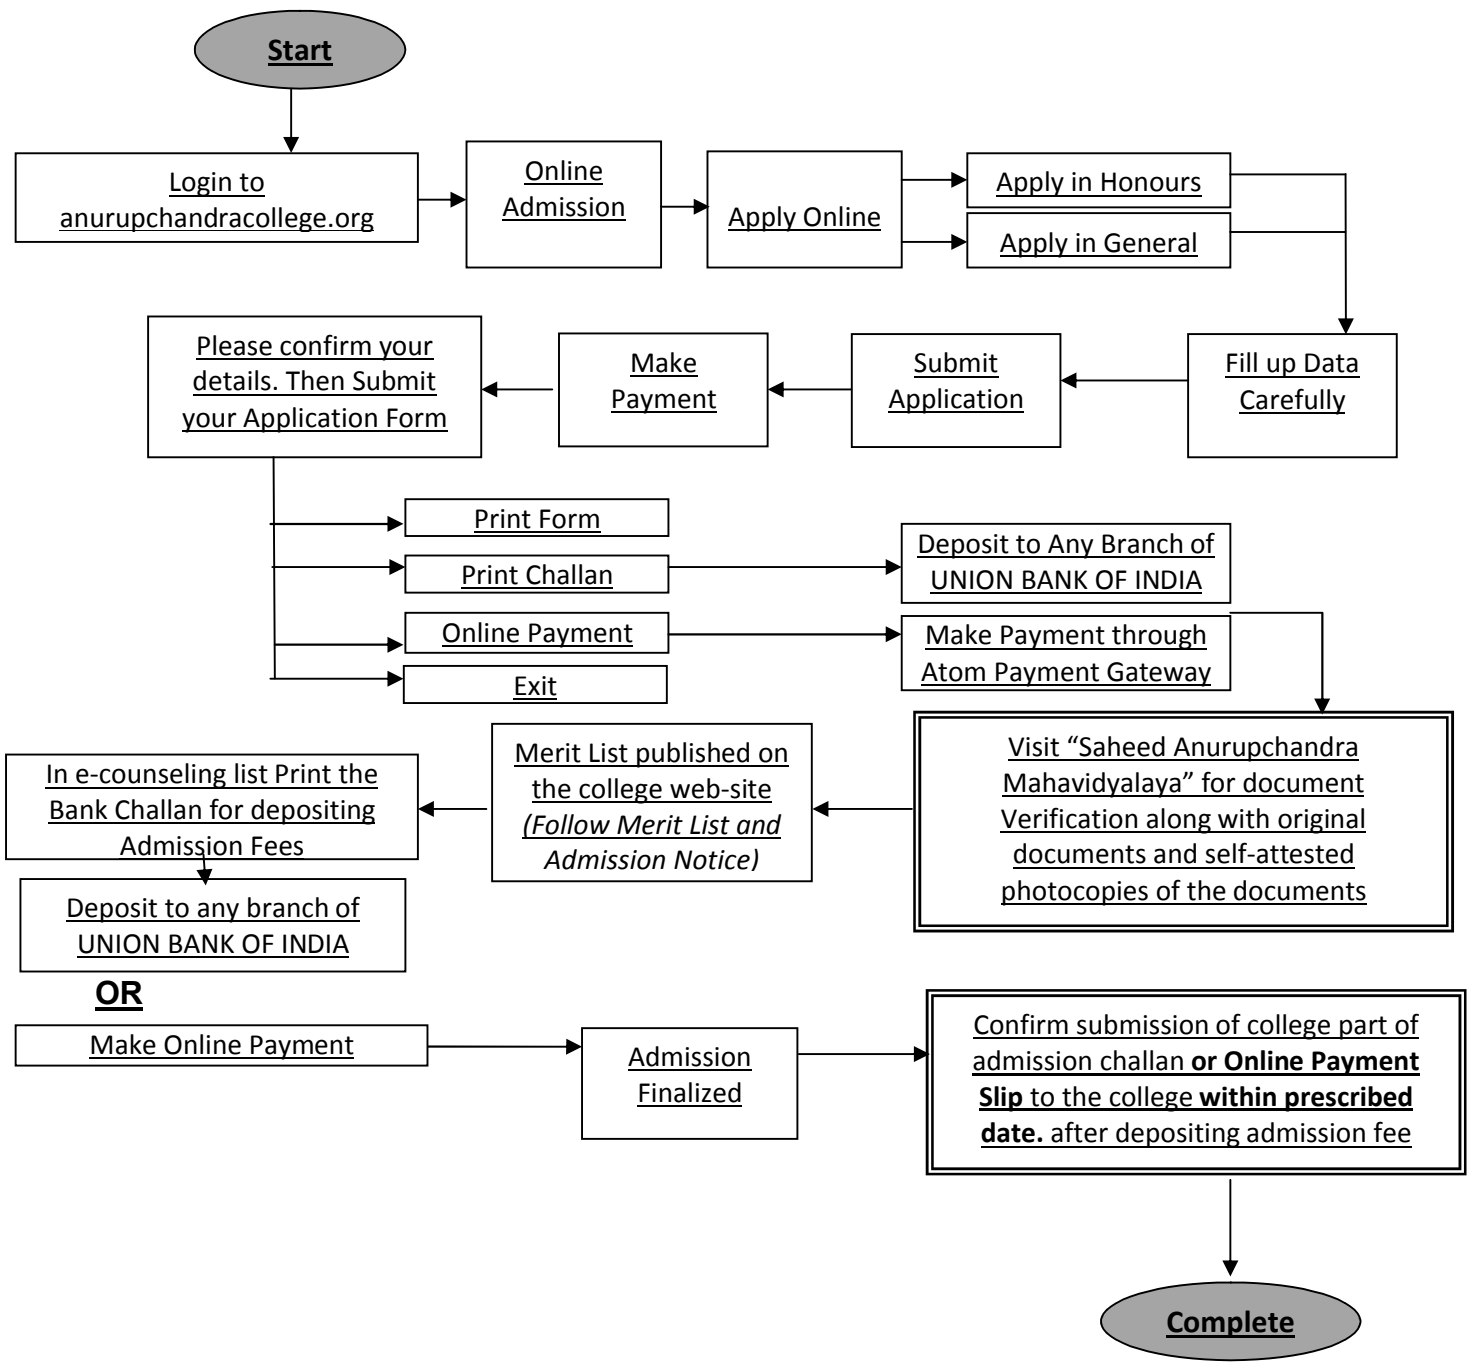 Start
Login to
anurupchandracollege.org
Online
Admission
Apply Online
Apply in Honours
Apply in General
Fill up Data
Carefully
Submit
Application
Make
Payment
Please confirm your
details. Then Submit
your Application Form
Print Form
Print Challan
Deposit to Any Branch of
UNION BANK OF INDIA
Online Payment
Make Payment through
Atom Payment Gateway
Exit
Visit “Saheed Anurupchandra
Mahavidyalaya” for document
Verification along with original
documents and self-attested
photocopies of the documents
Merit List published on
the college web-site
(Follow Merit List and
Admission Notice)
In e-counseling list Print the
Bank Challan for depositing
Admission Fees
Deposit to any branch of
UNION BANK OF INDIA
OR
Make Online Payment
Admission
Finalized
Confirm submission of college part of
admission challan or Online Payment
Slip to the college within prescribed
date. after depositing admission fee
Complete